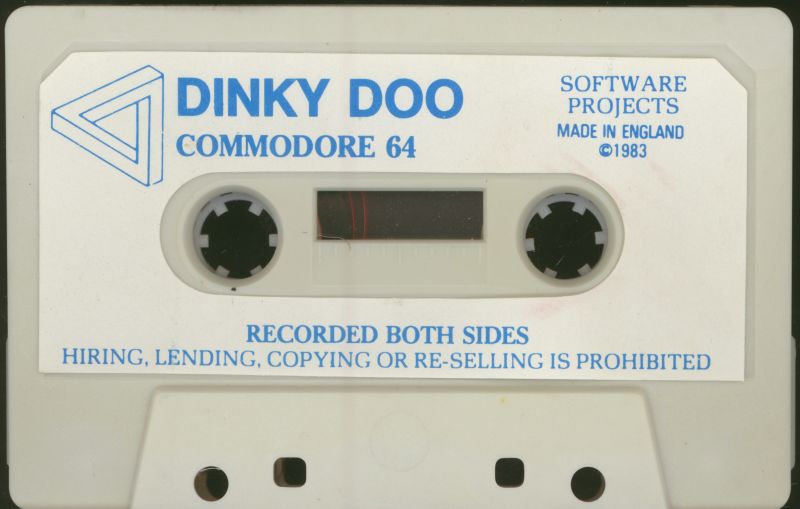 DINKY DOO
COMMODORE 64
SOFTWARE
PROJECTS
MADE IN ENGLAND
©1983
RECORDED BOTH SIDES
HIRING, LENDING, COPYING OR RE-SELLING IS PROHIBITED